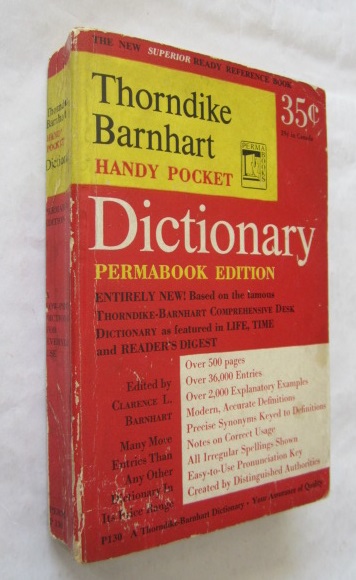 THE NEW SUPERIOR READY REFERENCE BOOK
Thorndike
Barnhart
HANDY POCKET
35¢
PERMA
BOOKS
Dictionary
PERMABOOK EDITION
ENTIRELY NEW! Based on the famous
THORNDIKE-BARNHART COMPREHENSIVE DESK
DICTIONARY as featured in LIFE, TIME
and READER'S DIGEST
Edited by
CLARENCE L.
BARNHART
Many More
Entries Than
Any Other
Dictionary In
Its Price Range
Over 500 pages
Over 36,000 Entries
Over 2,000 Explanatory Examples
Modern, Accurate Definitions
Precise Synonyms Keyed to Definitions
Notes on Correct Usage
All Irregular Spellings Shown
Easy-to-Use Pronunciation Key
Created by Distinguished Authorities
P130 A Thorndike-Barnhart Dictionary • Your Assurance of Quality
Thorndike
Barnhart
HANDY
POCKET
Dictionary
PERMABOOK
EDITION